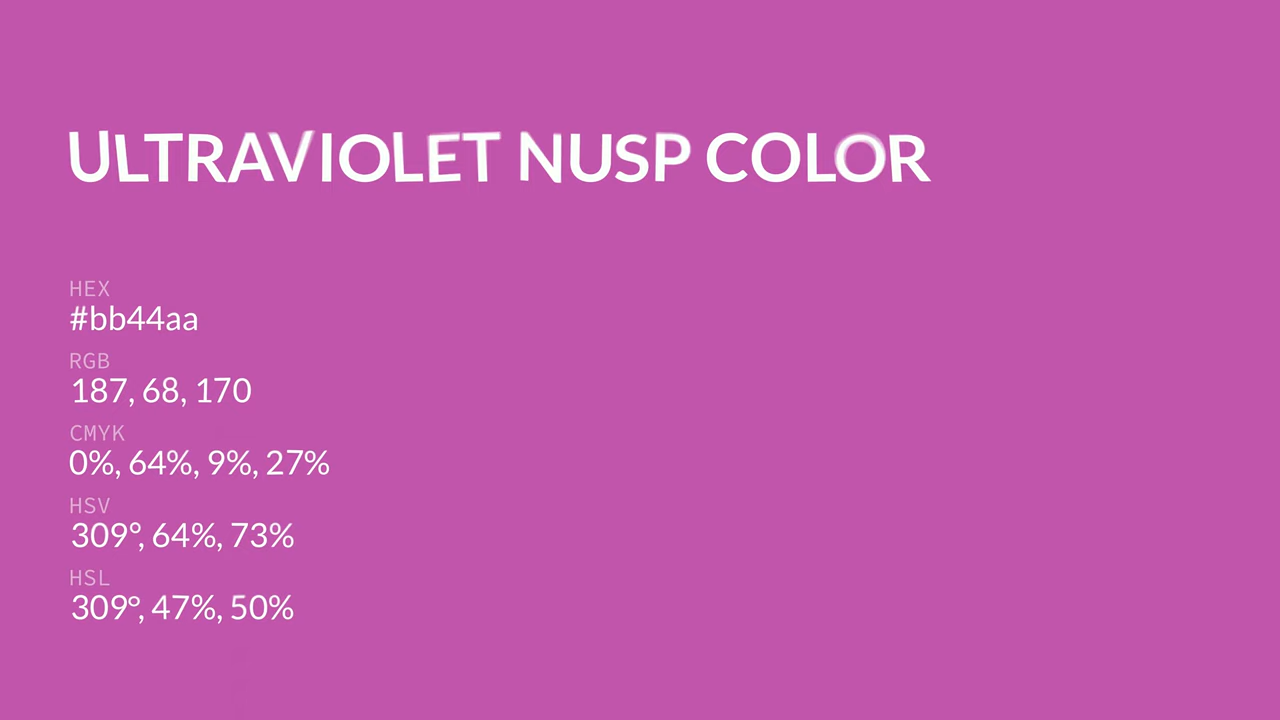 ULTRAVIOLET NUSP COLOR
HEX
#bb44aa
RGB
187, 68, 170
CMYK
0%, 64%, 9%, 27%
HSV
309°, 64%, 73%
HSL
309°, 47%, 50%